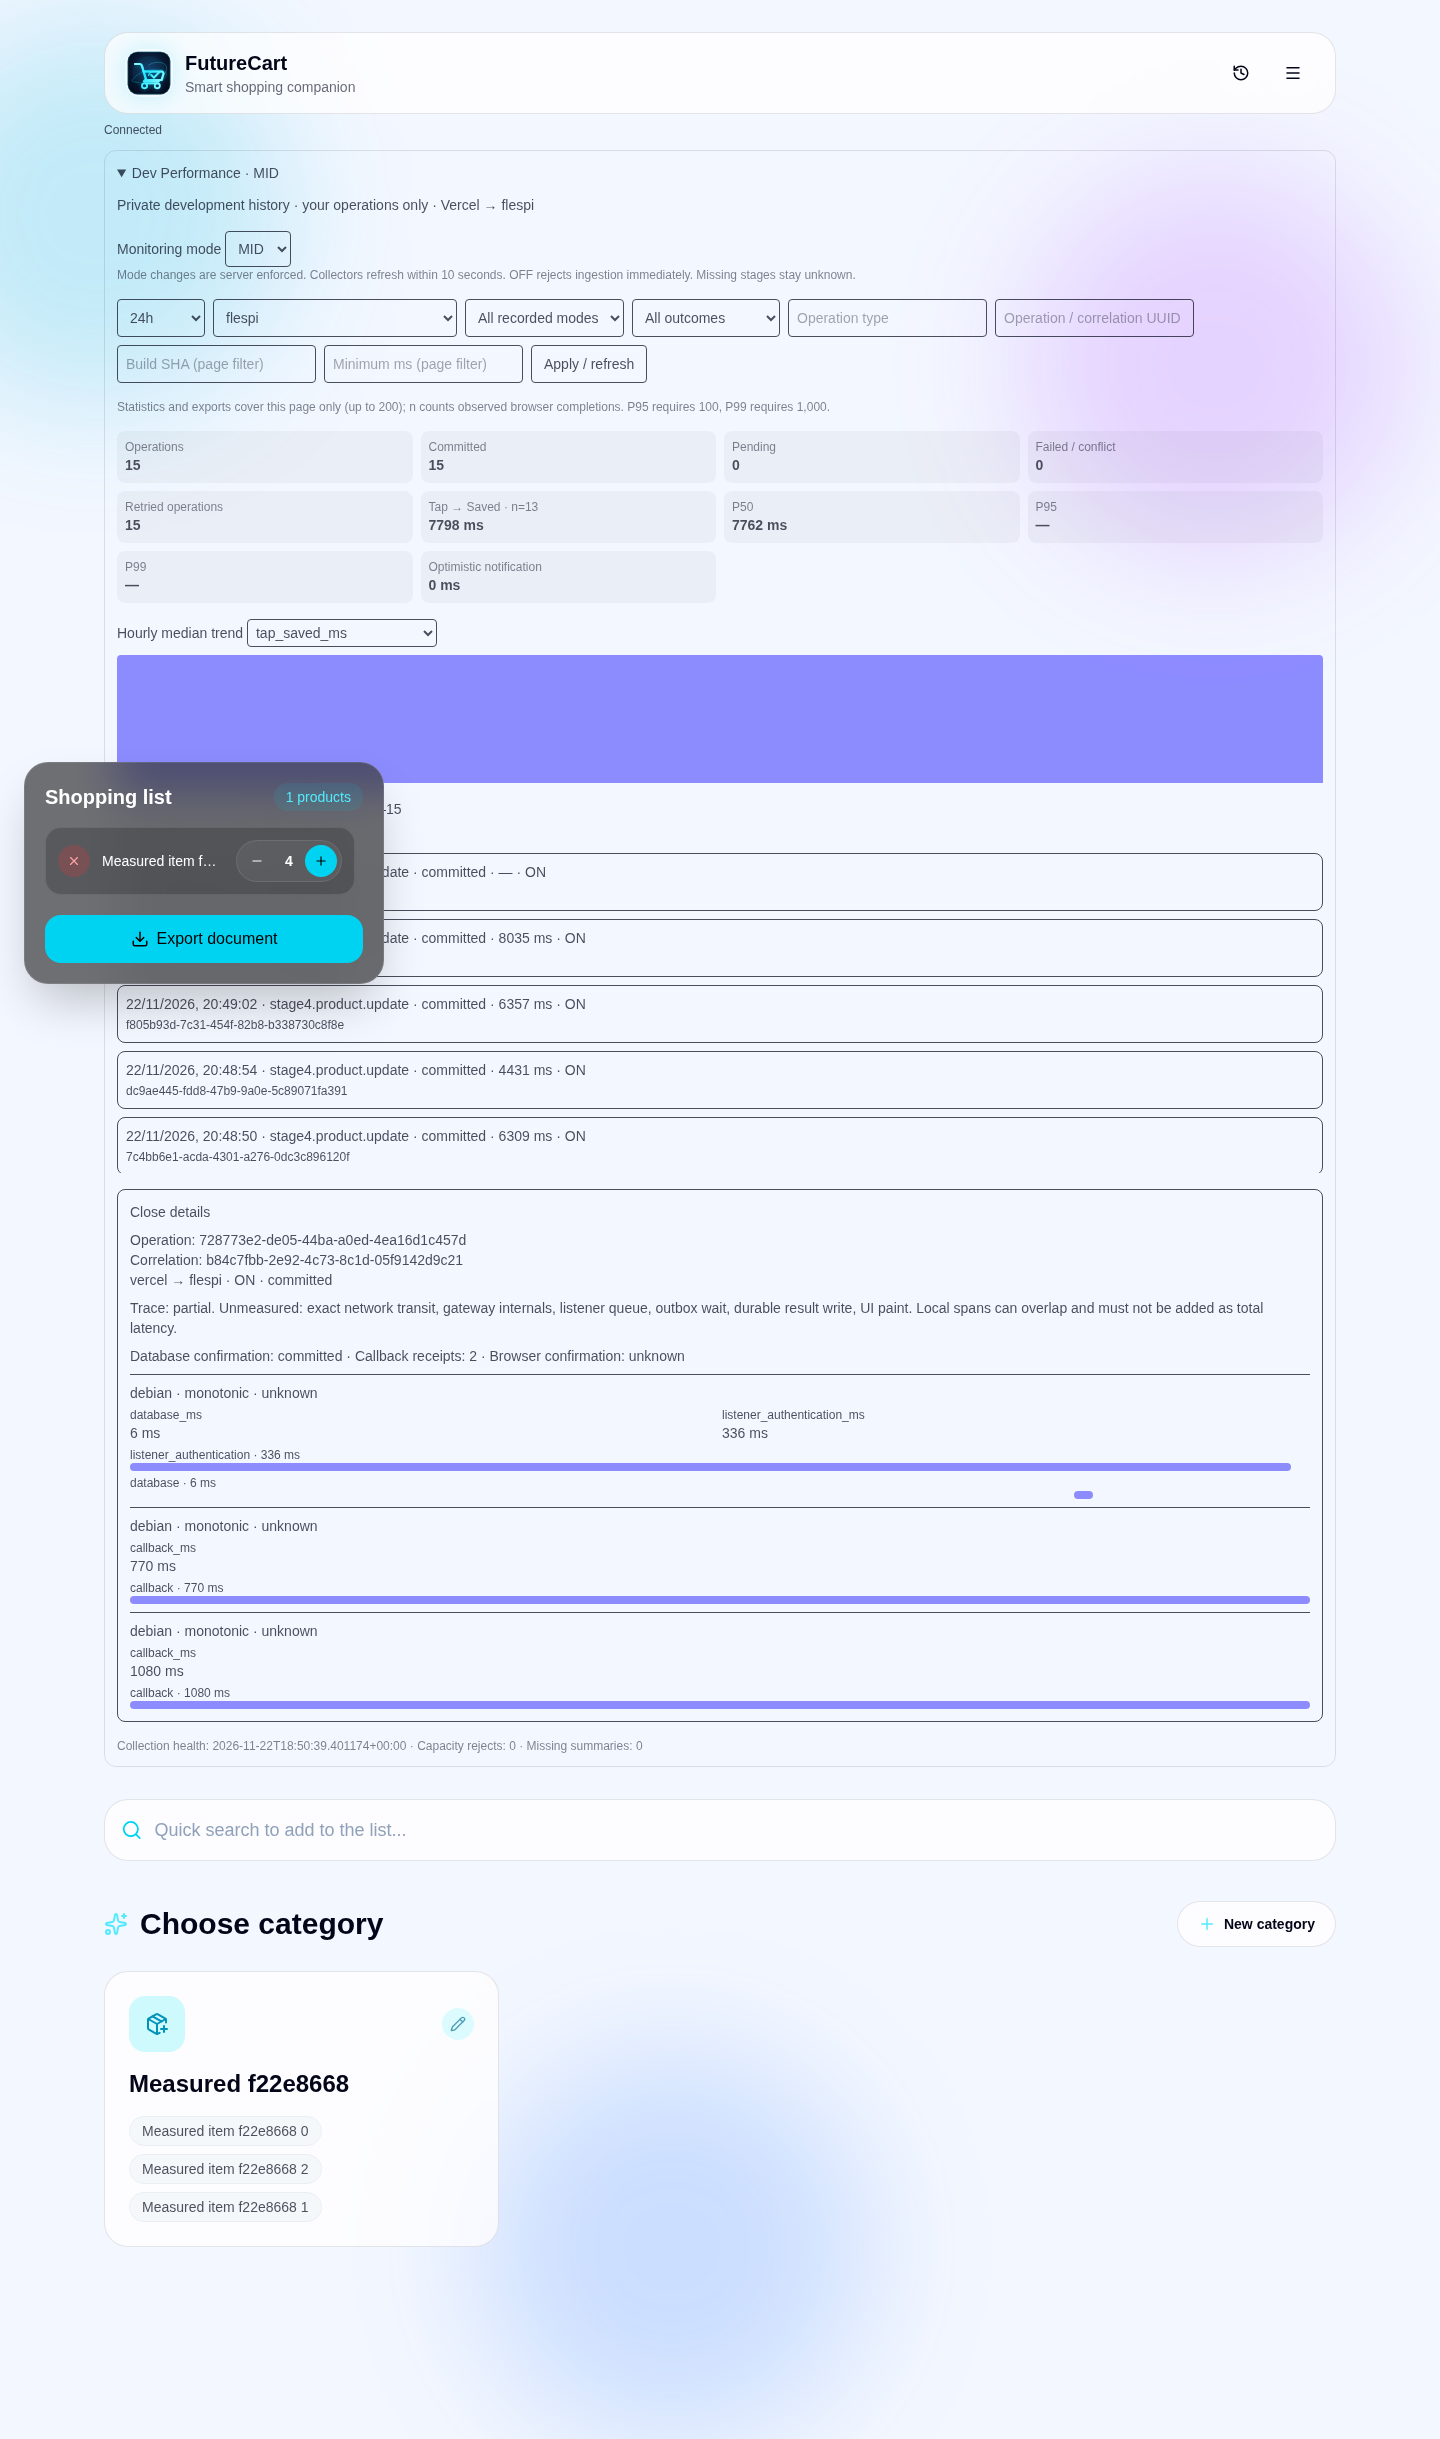 FutureCart
Smart shopping companion
Connected
▼ Dev Performance · MID
Private development history · your operations only · Vercel → flespi
Monitoring mode MID
Mode changes are server enforced. Collectors refresh within 10 seconds. OFF rejects ingestion immediately. Missing stages stay unknown.
24h flespi All recorded modes All outcomes Operation type Operation / correlation UUID
Build SHA (page filter) Minimum ms (page filter) Apply / refresh
Statistics and exports cover this page only (up to 200); n counts observed browser completions. P95 requires 100, P99 requires 1,000.
Operations Committed Pending Failed / conflict
15 15 0 0
Retried operations Tap → Saved · n=13 P50 P95
15 7798 ms 7762 ms —
P99 Optimistic notification
— 0 ms
Hourly median trend tap_saved_ms
Shopping list 1 products
-15
Measured item f... − 4 +
date · committed · — · ON
Export document
date · committed · 8035 ms · ON
22/11/2026, 20:49:02 · stage4.product.update · committed · 6357 ms · ON
f805b93d-7c31-454f-82b8-b338730c8f8e
22/11/2026, 20:48:54 · stage4.product.update · committed · 4431 ms · ON
dc9ae445-fdd8-47b9-9a0e-5c89071fa391
22/11/2026, 20:48:50 · stage4.product.update · committed · 6309 ms · ON
7c4bb6e1-acda-4301-a276-0dc3c896120f
Close details
Operation: 728773e2-de05-44ba-a0ed-4ea16d1c457d
Correlation: b84c7fbb-2e92-4c73-8c1d-05f9142d9c21
vercel → flespi · ON · committed
Trace: partial. Unmeasured: exact network transit, gateway internals, listener queue, outbox wait, durable result write, UI paint. Local spans can overlap and must not be added as total
latency.
Database confirmation: committed · Callback receipts: 2 · Browser confirmation: unknown
debian · monotonic · unknown
database_ms listener_authentication_ms
6 ms 336 ms
listener_authentication · 336 ms
database · 6 ms
debian · monotonic · unknown
callback_ms
770 ms
callback · 770 ms
debian · monotonic · unknown
callback_ms
1080 ms
callback · 1080 ms
Collection health: 2026-11-22T18:50:39.401174+00:00 · Capacity rejects: 0 · Missing summaries: 0
Quick search to add to the list...
Choose category
New category
Measured f22e8668
Measured item f22e8668 0
Measured item f22e8668 2
Measured item f22e8668 1